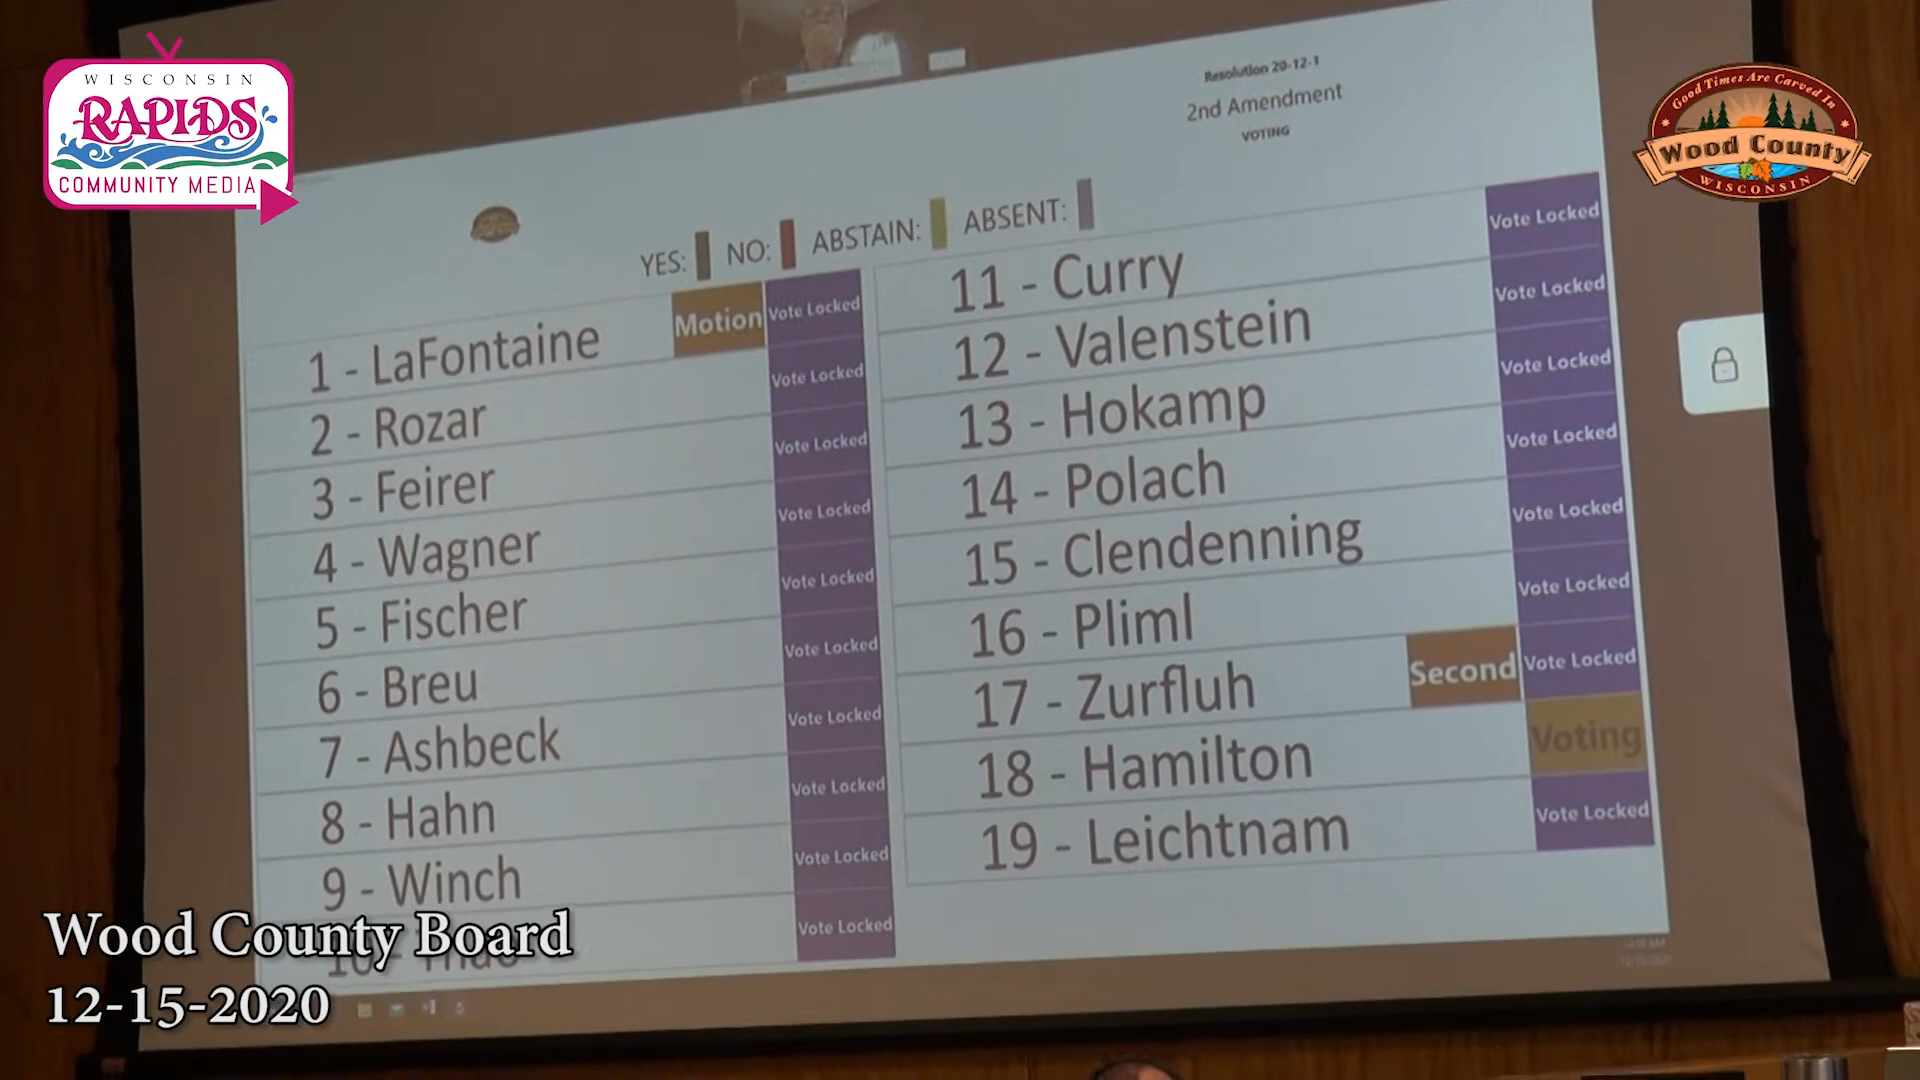 WISCONSIN
RAPIDS
COMMUNITY MEDIA
Good Times Are Carved In
Wood County
WISCONSIN
Resolution 20-12-1
2nd Amendment
VOTING
YES: NO: ABSTAIN: ABSENT:
1 - LaFontaine Motion Vote Locked
2 - Rozar Vote Locked
3 - Feirer Vote Locked
4 - Wagner Vote Locked
5 - Fischer Vote Locked
6 - Breu Vote Locked
7 - Ashbeck Vote Locked
8 - Hahn Vote Locked
9 - Winch Vote Locked
10 - Vote Locked
11 - Curry Vote Locked
12 - Valenstein Vote Locked
13 - Hokamp Vote Locked
14 - Polach Vote Locked
15 - Clendenning Vote Locked
16 - Pliml Vote Locked
17 - Zurfluh Second Vote Locked
18 - Hamilton Voting
19 - Leichtnam Vote Locked
Wood County Board
12-15-2020